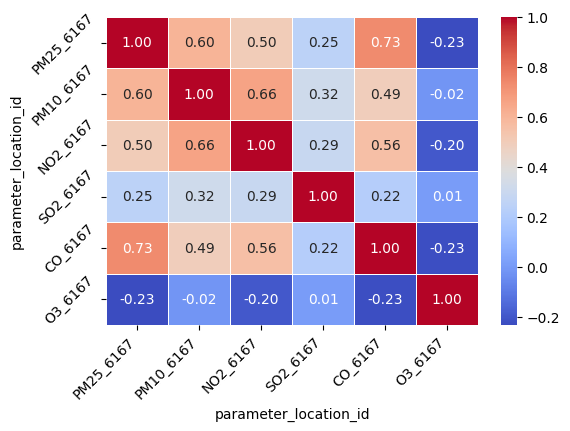 PM25_6167 1.00 0.60 0.50 0.25 0.73 -0.23
PM10_6167 0.60 1.00 0.66 0.32 0.49 -0.02
NO2_6167 0.50 0.66 1.00 0.29 0.56 -0.20
SO2_6167 0.25 0.32 0.29 1.00 0.22 0.01
CO_6167 0.73 0.49 0.56 0.22 1.00 -0.23
O3_6167 -0.23 -0.02 -0.20 0.01 -0.23 1.00
PM25_6167 PM10_6167 NO2_6167 SO2_6167 CO_6167 O3_6167
parameter_location_id
parameter_location_id
1.0
0.8
0.6
0.4
0.2
0.0
−0.2